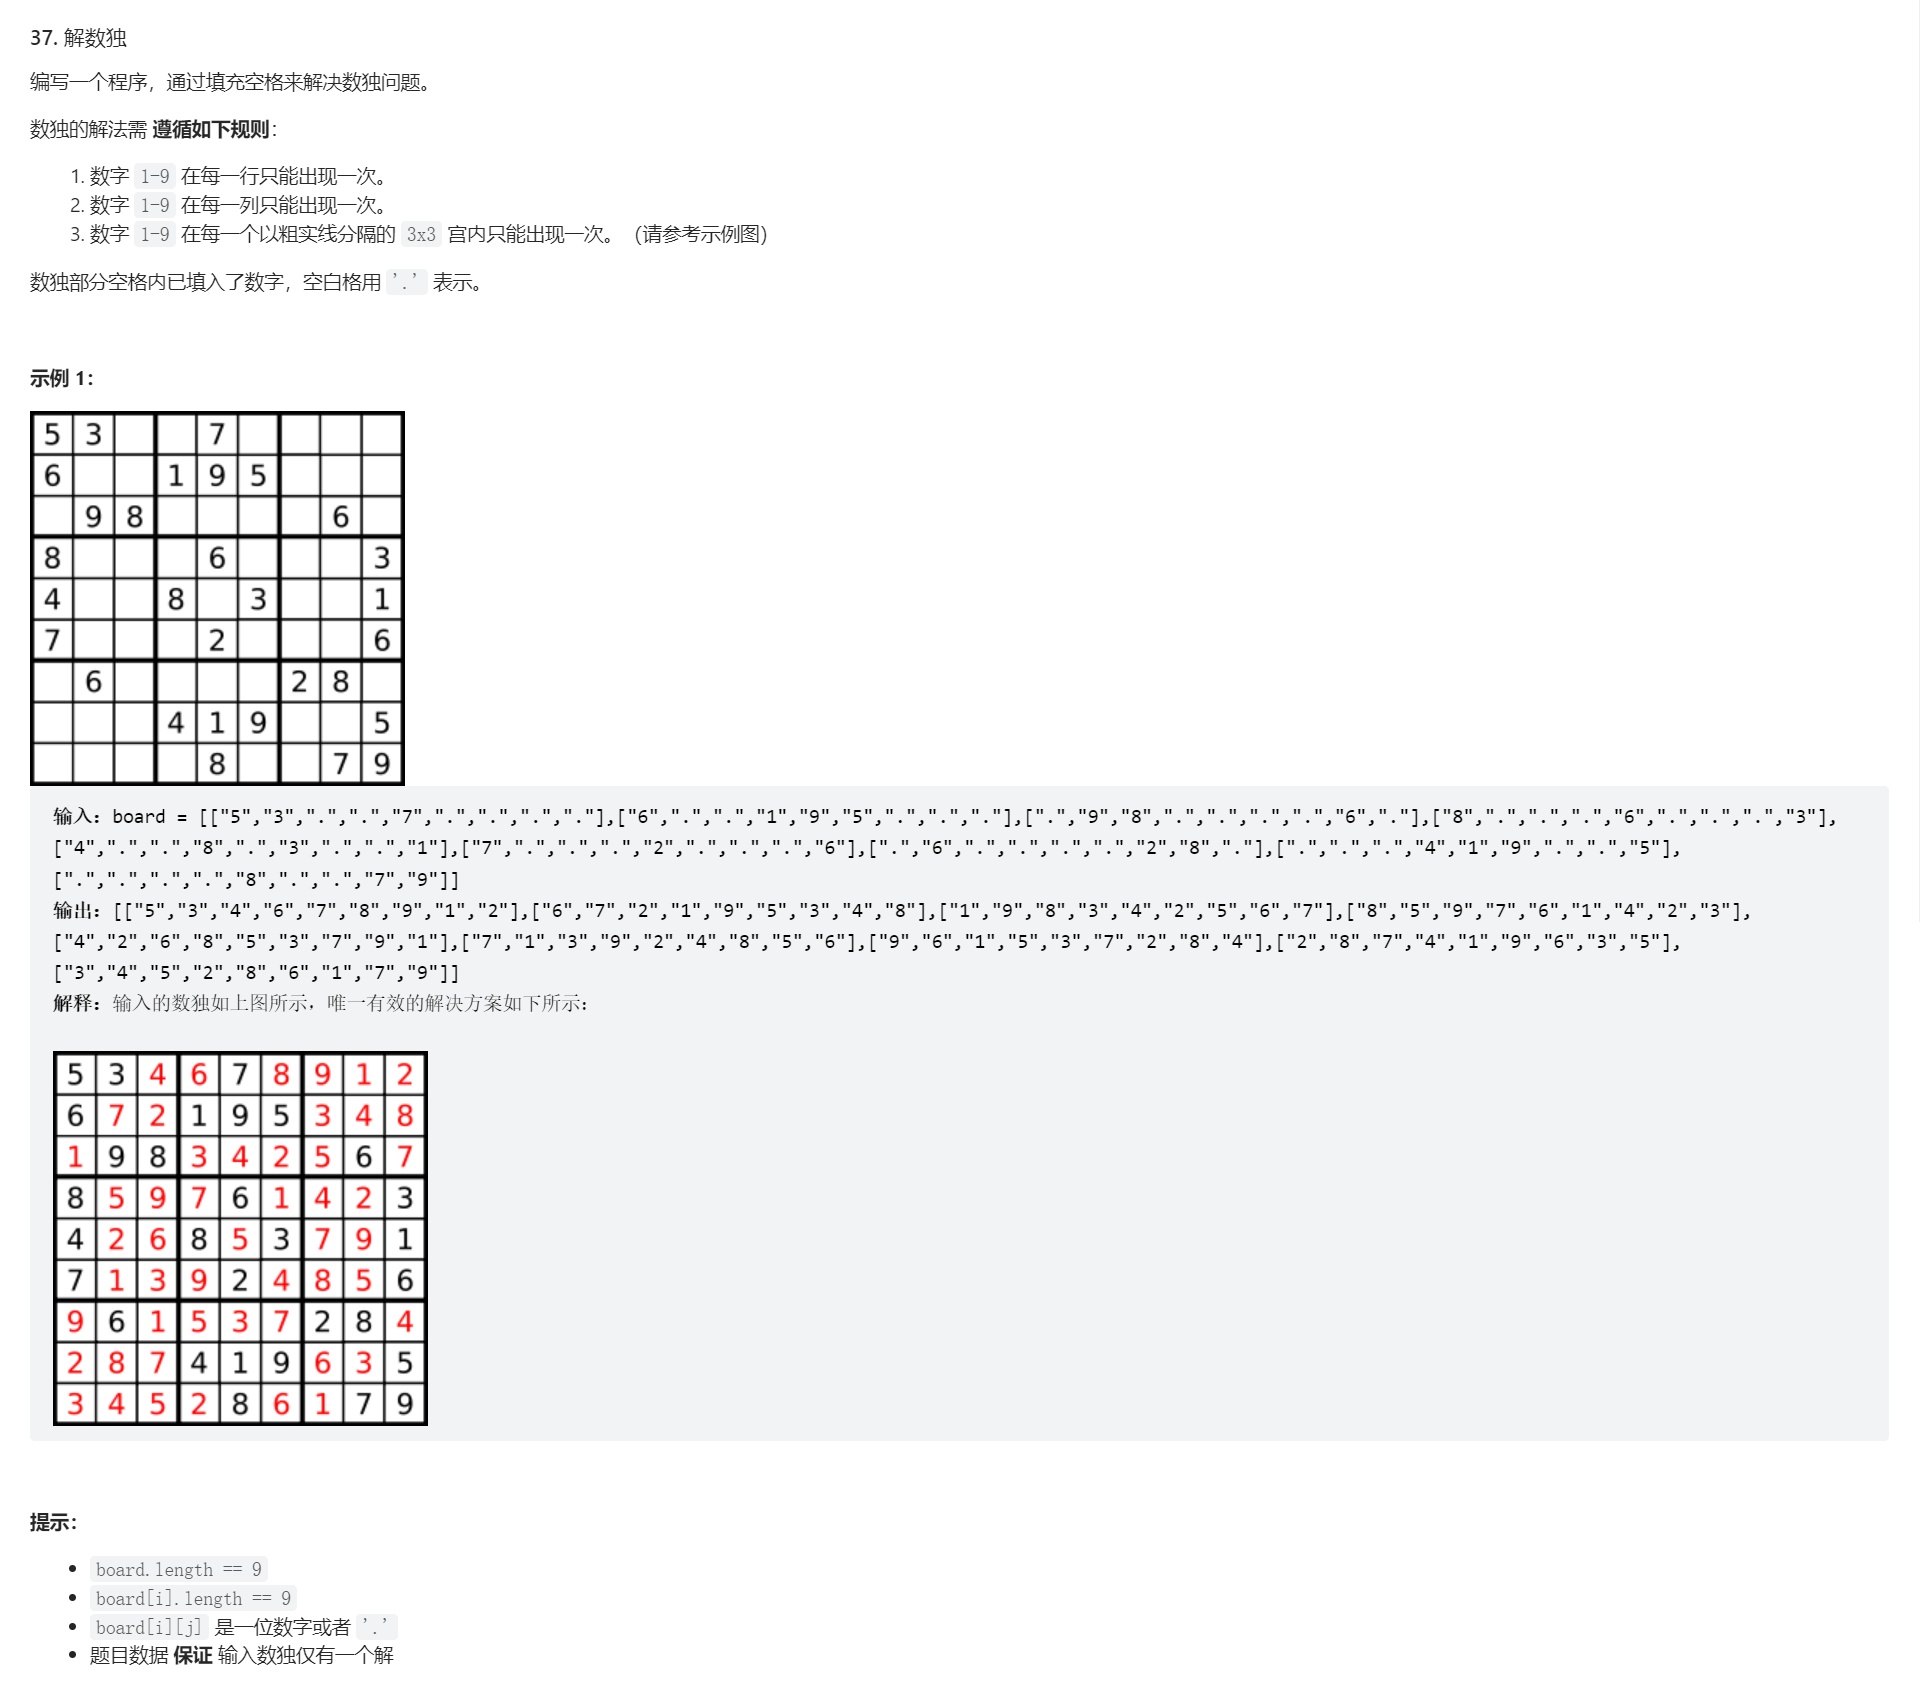 37. 解数独
编写一个程序，通过填充空格来解决数独问题。
数独的解法需 遵循如下规则：
1. 数字 1-9 在每一行只能出现一次。
2. 数字 1-9 在每一列只能出现一次。
3. 数字 1-9 在每一个以粗实线分隔的 3x3 宫内只能出现一次。（请参考示例图）
数独部分空格内已填入了数字，空白格用 '.' 表示。
示例 1：
5 3 7
6 1 9 5
9 8 6
8 6 3
4 8 3 1
7 2 6
6 2 8
4 1 9 5
8 7 9
输入：board = [["5","3",".",".","7",".",".",".","."],["6",".",".","1","9","5",".",".","."],[".","9","8",".",".",".",".","6","."],["8",".",".",".","6",".",".",".","3"],
["4",".",".","8",".","3",".",".","1"],["7",".",".",".","2",".",".",".","6"],[".","6",".",".",".",".","2","8","."],[".",".",".","4","1","9",".",".","5"],
[".",".",".",".","8",".",".","7","9"]]
输出：[["5","3","4","6","7","8","9","1","2"],["6","7","2","1","9","5","3","4","8"],["1","9","8","3","4","2","5","6","7"],["8","5","9","7","6","1","4","2","3"],
["4","2","6","8","5","3","7","9","1"],["7","1","3","9","2","4","8","5","6"],["9","6","1","5","3","7","2","8","4"],["2","8","7","4","1","9","6","3","5"],
["3","4","5","2","8","6","1","7","9"]]
解释：输入的数独如上图所示，唯一有效的解决方案如下所示：
5 3 4 6 7 8 9 1 2
6 7 2 1 9 5 3 4 8
1 9 8 3 4 2 5 6 7
8 5 9 7 6 1 4 2 3
4 2 6 8 5 3 7 9 1
7 1 3 9 2 4 8 5 6
9 6 1 5 3 7 2 8 4
2 8 7 4 1 9 6 3 5
3 4 5 2 8 6 1 7 9
提示：
• board.length == 9
• board[i].length == 9
• board[i][j] 是一位数字或者 '.'
• 题目数据 保证 输入数独仅有一个解